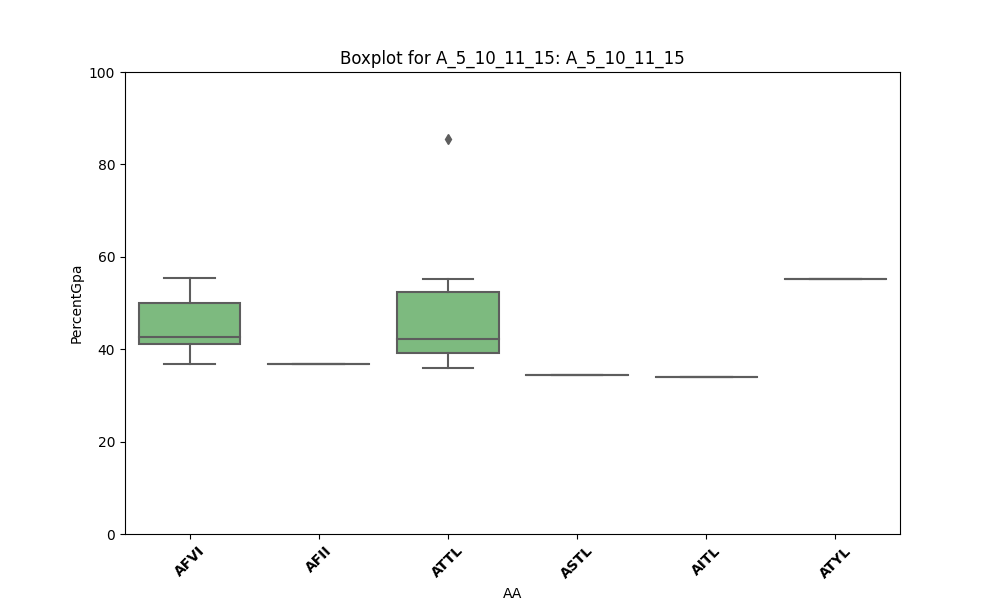 Boxplot for A_5_10_11_15: A_5_10_11_15
100
80
60
40
20
0
PercentGpa
AFVI
AFII
ATTL
ASTL
AITL
ATYL
AA